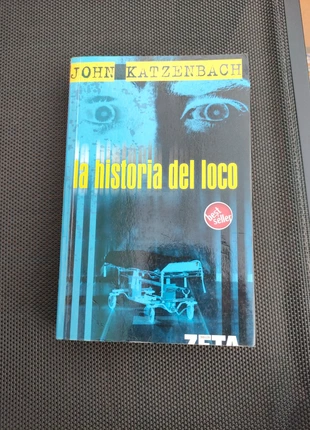 JOHN KATZENBACH
la historia del loco
best
seller
ZETA